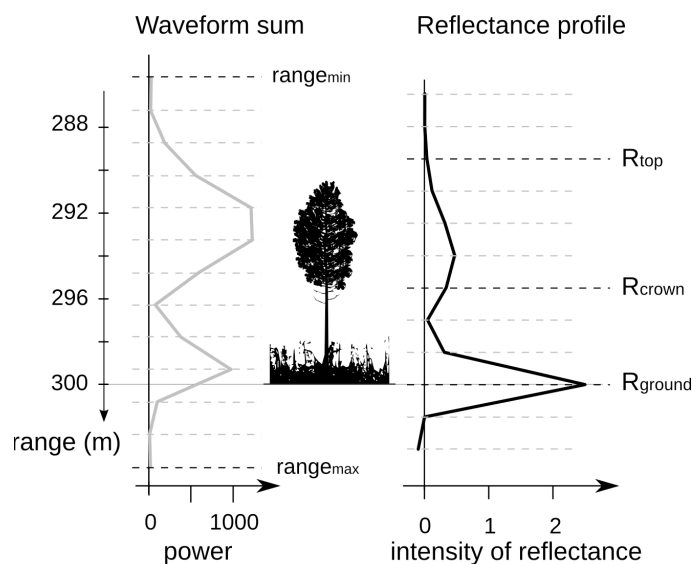 Waveform sum
Reflectance profile
rangemin
288
Rtop
292
296
Rcrown
300
Rground
range (m)
rangemax
0 1000
0 1 2
power
intensity of reflectance